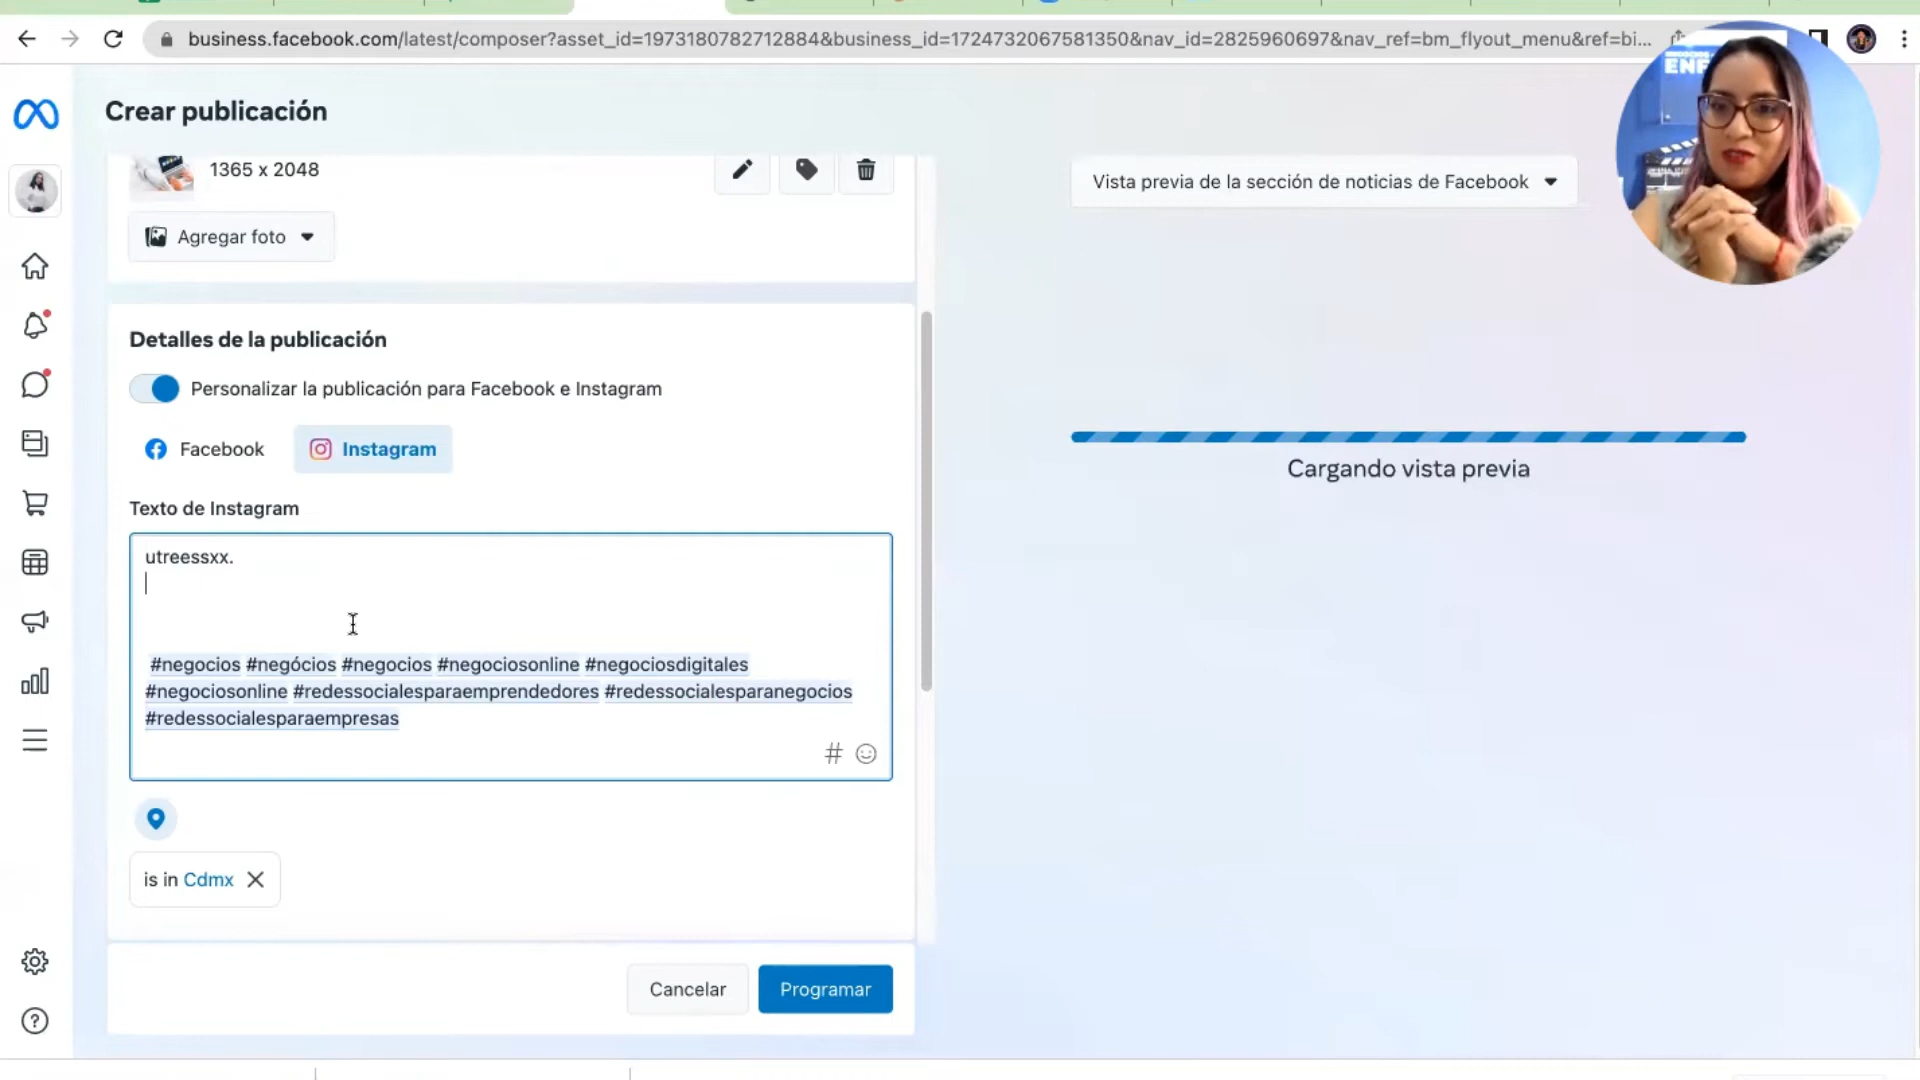 business.facebook.com/latest/composer?asset_id=1973180782712884&business_id=1724732067581350&nav_id=2825960697&nav_ref=bm_flyout_menu&ref=bi...
Crear publicación
1365 x 2048
Vista previa de la sección de noticias de Facebook
Agregar foto
Detalles de la publicación
Personalizar la publicación para Facebook e Instagram
Facebook Instagram
Cargando vista previa
Texto de Instagram
utreessxx.
#negocios #negócios #negocios #negociosonline #negociosdigitales
#negociosonline #redessocialesparaemprendedores #redessocialesparanegocios
#redessocialesparaempresas
is in Cdmx
Cancelar Programar